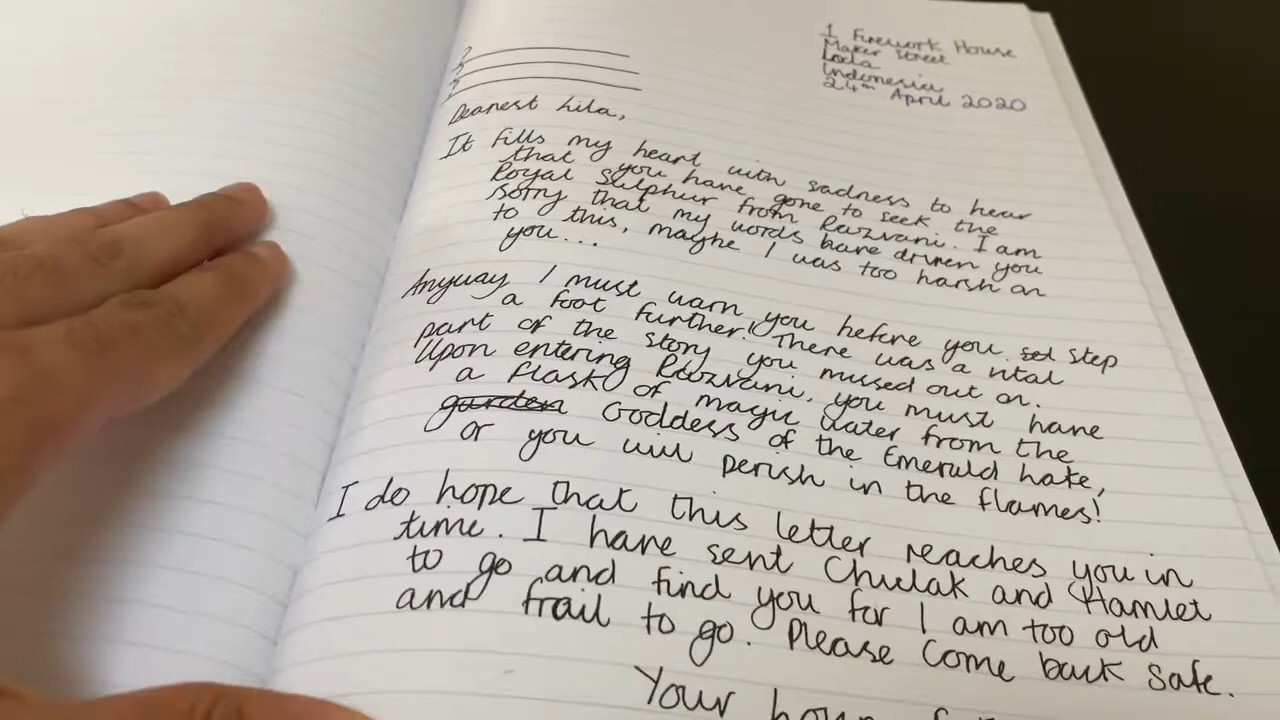 1 Firework House
Maker Street
Indonesia
24th April 2020
Dearest Lila,
It fills my heart with sadness to hear
that you have gone to seek the
Royal Sulphur from Razvani. I am
sorry that my words have driven you
to this, maybe I was too harsh on
you...
Anyway I must warn you before you set step
a foot further! There was a vital
part of the story you missed out on.
Upon entering Razvani, you must have
a flask of magic water from the
garden Goddess of the Emerald Lake,
or you will perish in the flames!
I do hope that this letter reaches you in
time. I have sent Chulak and Hamlet
to go and find you for I am too old
and frail to go. Please come back safe.
Your